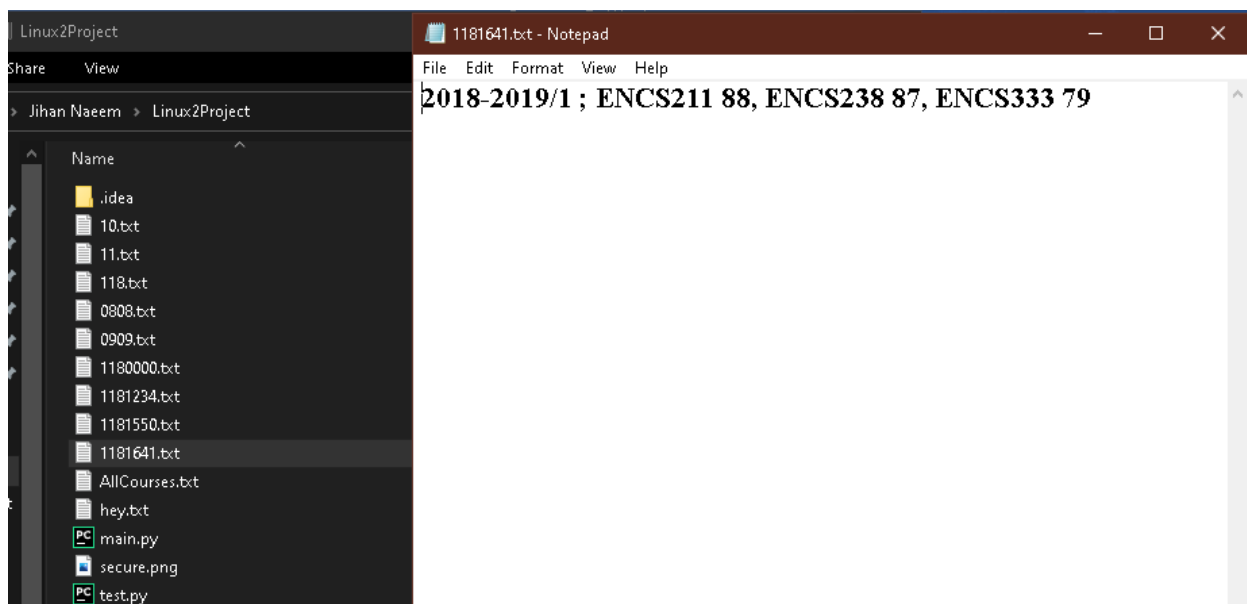 Linux2Project
Share View
> Jihan Naeem > Linux2Project
Name
.idea
10.txt
11.txt
118.txt
0808.txt
0909.txt
1180000.txt
1181234.txt
1181550.txt
1181641.txt
AllCourses.txt
hey.txt
PC main.py
secure.png
PC test.py
1181641.txt - Notepad
File Edit Format View Help
2018-2019/1 ; ENCS211 88, ENCS238 87, ENCS333 79